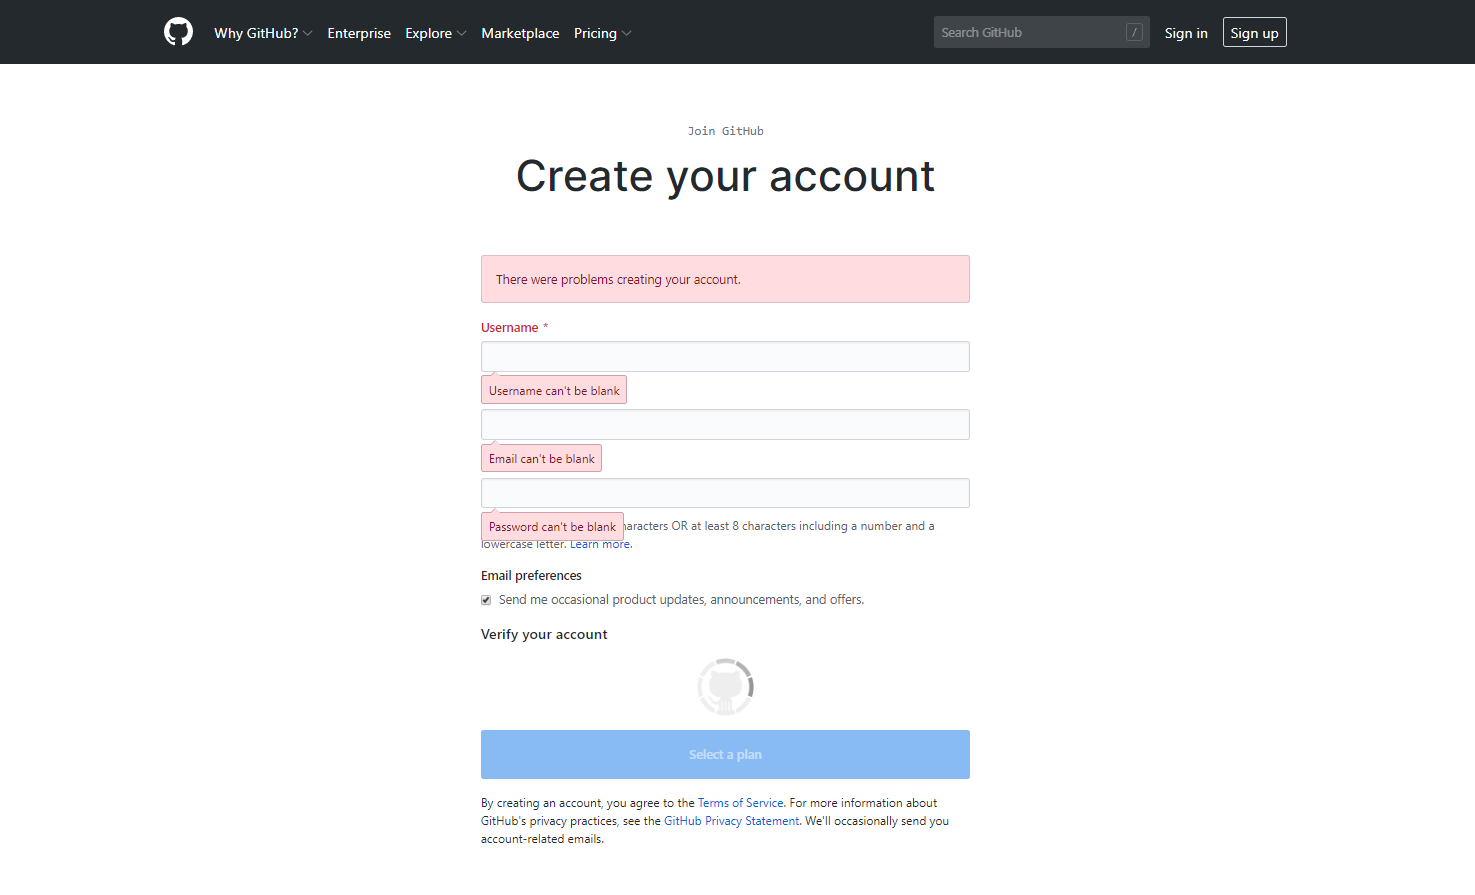 Why GitHub? Enterprise Explore Marketplace Pricing Search GitHub / Sign in Sign up
Join GitHub
Create your account
There were problems creating your account.
Username *
Username can't be blank
Email can't be blank
Password can't be blank
characters OR at least 8 characters including a number and a
lowercase letter. Learn more.
Email preferences
Send me occasional product updates, announcements, and offers.
Verify your account
Select a plan
By creating an account, you agree to the Terms of Service. For more information about
GitHub's privacy practices, see the GitHub Privacy Statement. We'll occasionally send you
account-related emails.